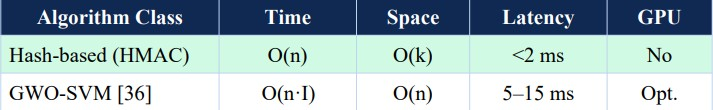 Algorithm Class Time Space Latency GPU
Hash-based (HMAC) O(n) O(k) <2 ms No
GWO-SVM [36] O(n·I) O(n) 5–15 ms Opt.